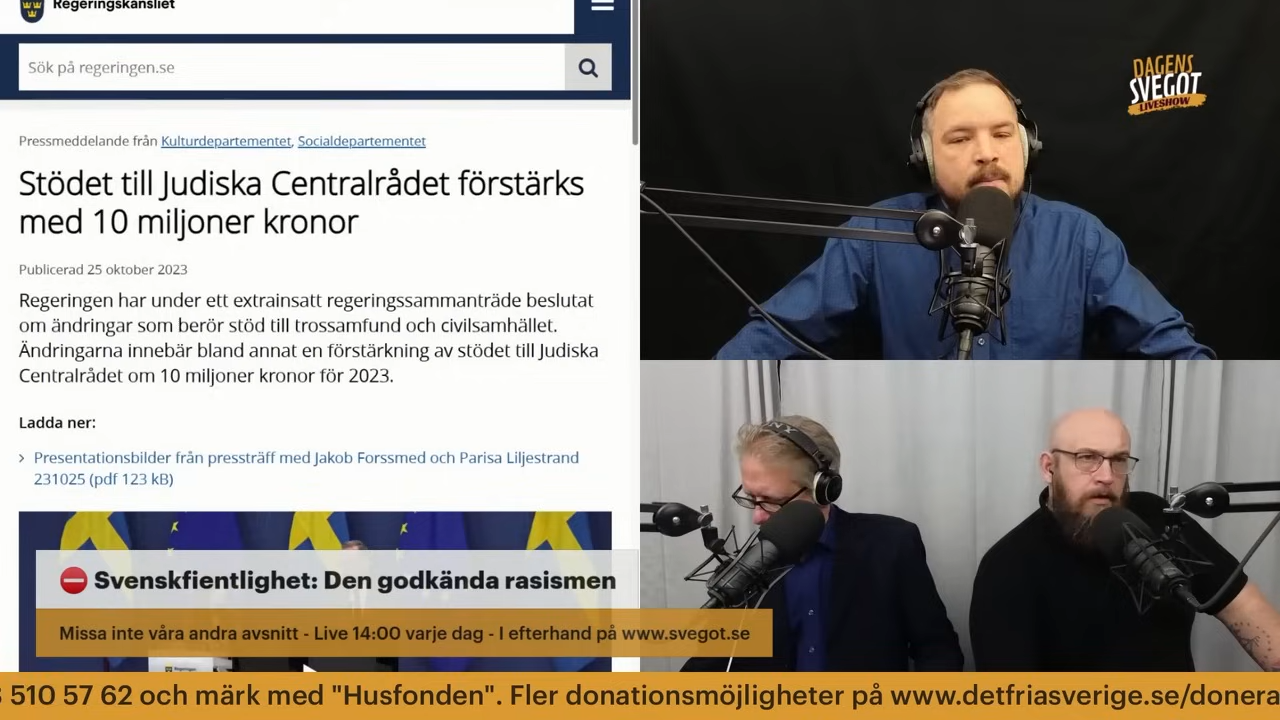 Regeringskansliet
Sök på regeringen.se
Pressmeddelande från Kulturdepartementet, Socialdepartementet
Stödet till Judiska Centralrådet förstärks
med 10 miljoner kronor
Publicerad 25 oktober 2023
Regeringen har under ett extrainsatt regeringssammanträde beslutat
om ändringar som berör stöd till trossamfund och civilsamhället.
Ändringarna innebär bland annat en förstärkning av stödet till Judiska
Centralrådet om 10 miljoner kronor för 2023.
Ladda ner:
Presentationsbilder från pressträff med Jakob Forssmed och Parisa Liljestrand
231025 (pdf 123 kB)
DAGENS
SVEGOT
LIVESHOW
Svenskfientlighet: Den godkända rasismen
Missa inte våra andra avsnitt - Live 14:00 varje dag - I efterhand på www.svegot.se
510 57 62 och märk med "Husfonden". Fler donationsmöjligheter på www.detfriasverige.se/donera